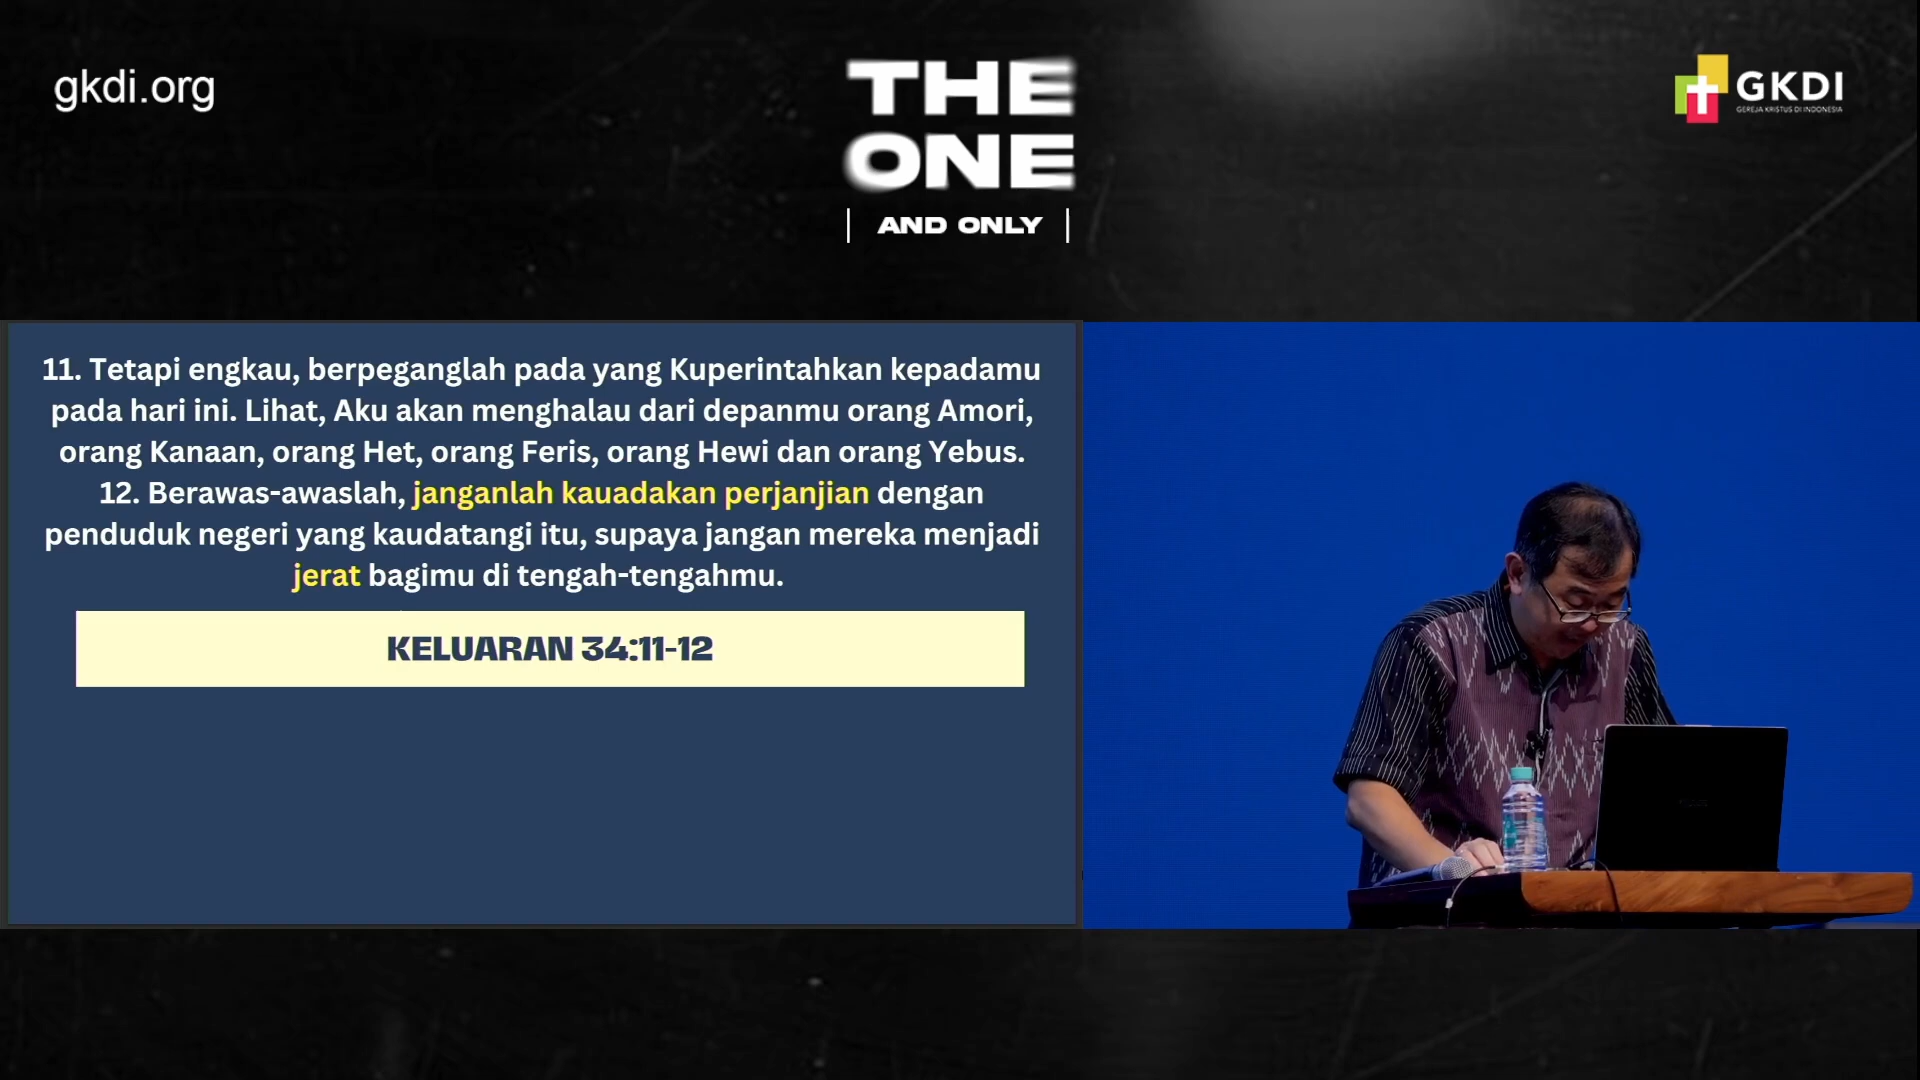 gkdi.org
THE
ONE
AND ONLY
GKDI
GEREJA KRISTUS DI INDONESIA
11. Tetapi engkau, berpeganglah pada yang Kuperintahkan kepadamu
pada hari ini. Lihat, Aku akan menghalau dari depanmu orang Amori,
orang Kanaan, orang Het, orang Feris, orang Hewi dan orang Yebus.
12. Berawas-awaslah, janganlah kauadakan perjanjian dengan
penduduk negeri yang kaudatangi itu, supaya jangan mereka menjadi
jerat bagimu di tengah-tengahmu.
KELUARAN 34:11-12